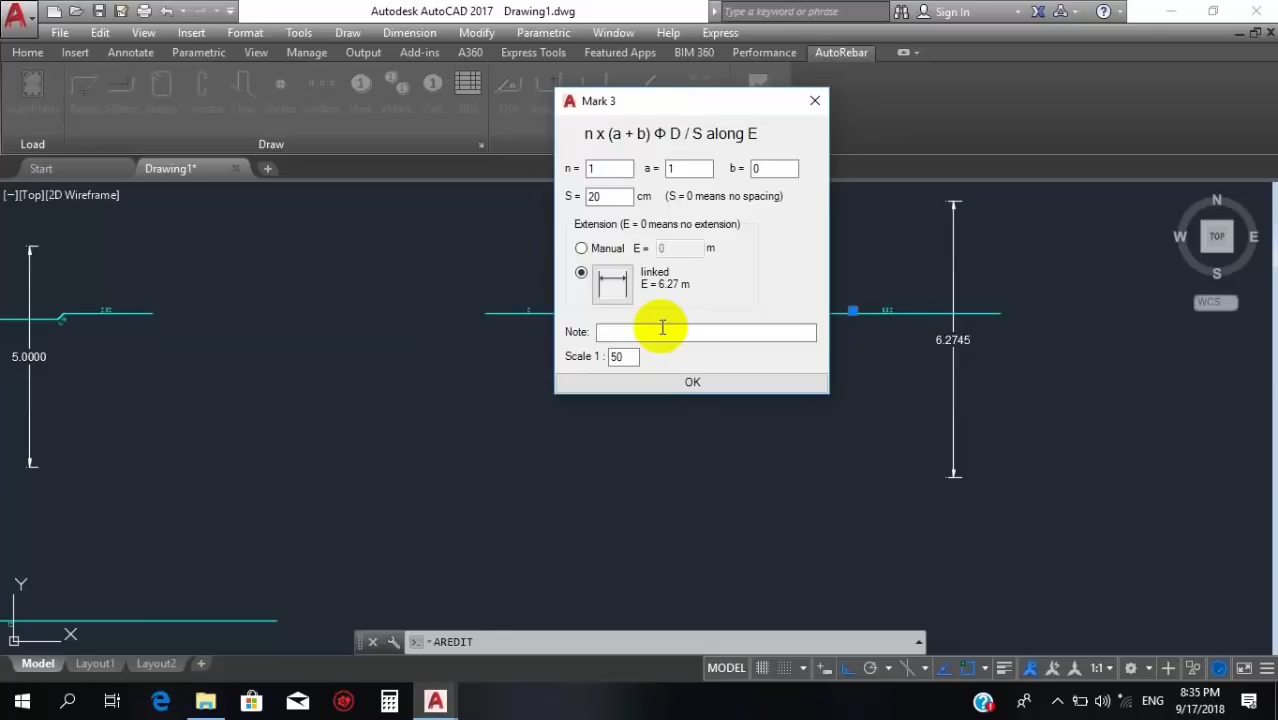 Autodesk AutoCAD 2017 Drawing1.dwg
Type a keyword or phrase
Sign In
File Edit View Insert Format Tools Draw Dimension Modify Parametric Window Help Express
Home Insert Annotate Parametric View Manage Output Add-ins A360 Express Tools Featured Apps BIM 360 Performance AutoRebar
Load
Draw
Start
Drawing1*
[−][Top][2D Wireframe]
Mark 3
n x (a + b) Φ D / S along E
n = 1 a = 1 b = 0
S = 20 cm (S = 0 means no spacing)
Extension (E = 0 means no extension)
Manual E = 0 m
linked
E = 6.27 m
Note:
Scale 1 : 50
OK
N
W TOP E
S
WCS
5.0000
6.2745
Y
X
AREDIT
Model Layout1 Layout2
MODEL
1:1
ENG
8:35 PM
9/17/2018